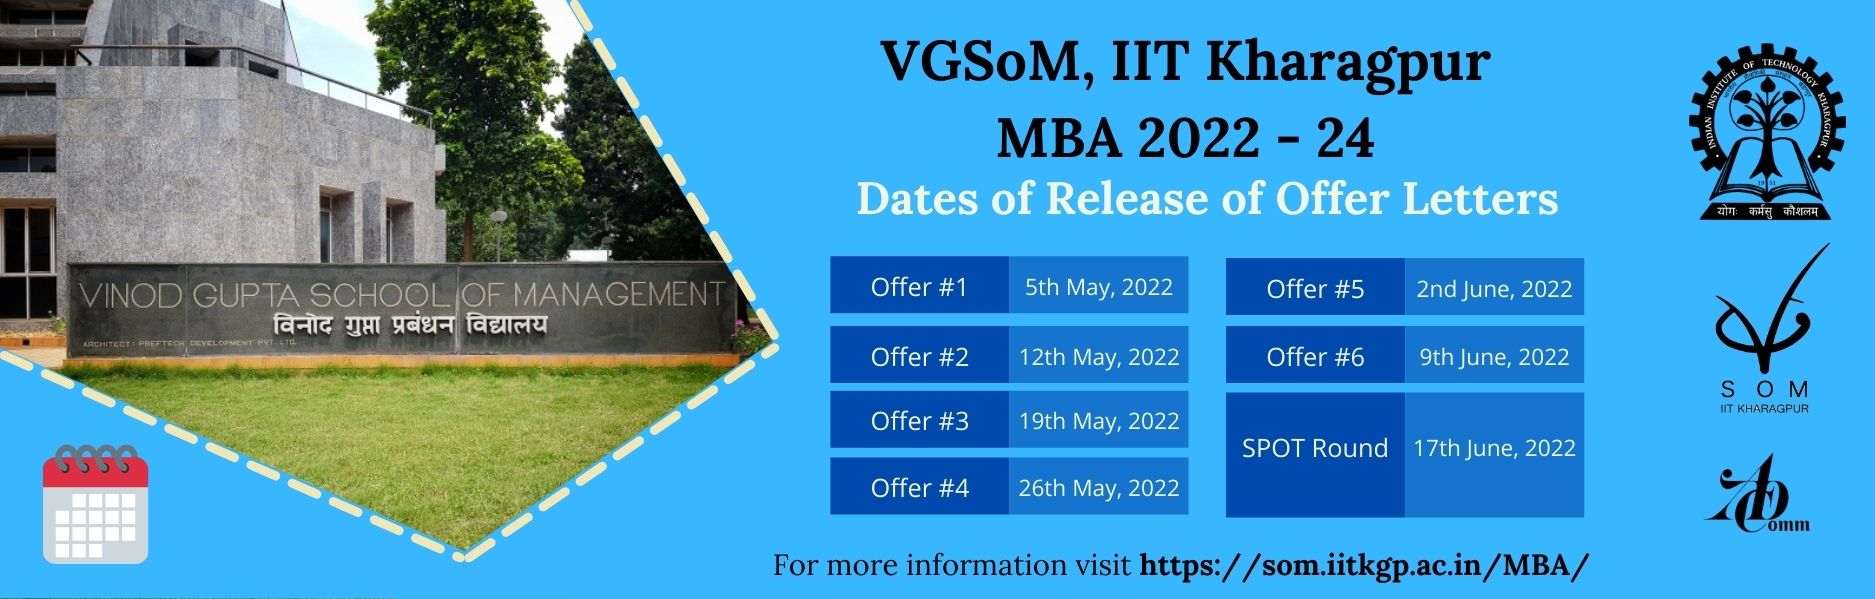 VINOD GUPTA SCHOOL OF MANAGEMENT
विनोद गुप्ता प्रबंधन विद्यालय
ARCHITECT : PREFTECH DEVELOPMENT PVT. LTD.
VGSoM, IIT Kharagpur
MBA 2022 - 24
Dates of Release of Offer Letters
Offer #1 5th May, 2022
Offer #2 12th May, 2022
Offer #3 19th May, 2022
Offer #4 26th May, 2022
Offer #5 2nd June, 2022
Offer #6 9th June, 2022
SPOT Round 17th June, 2022
For more information visit https://som.iitkgp.ac.in/MBA/
INDIAN INSTITUTE OF TECHNOLOGY KHARAGPUR
1951
योगः कर्मसु कौशलम्
SOM
IIT KHARAGPUR
ADComm